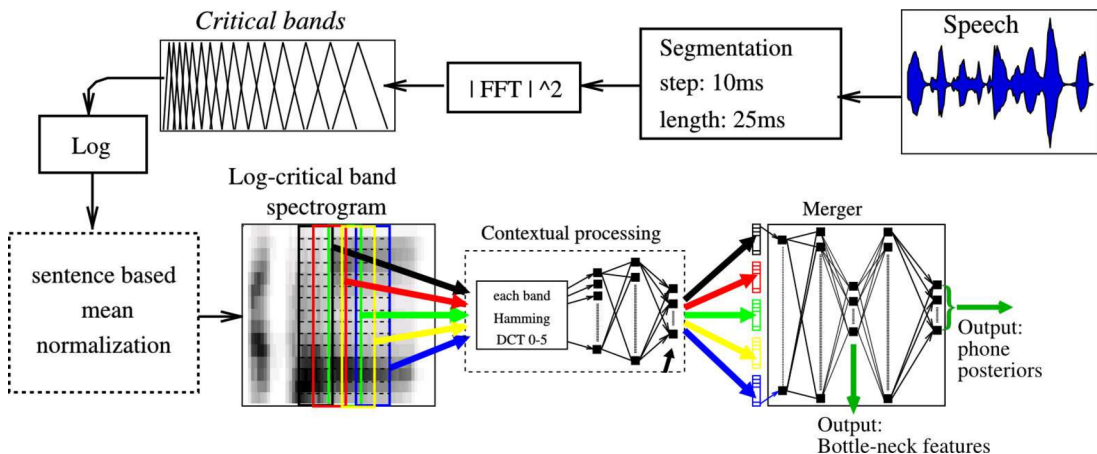 Critical bands
Speech
Segmentation
step: 10ms
length: 25ms
| FFT | ^2
Log
Log-critical band
spectrogram
Contextual processing
Merger
sentence based
mean
normalization
each band
Hamming
DCT 0-5
Output:
phone
posteriors
Output:
Bottle-neck features